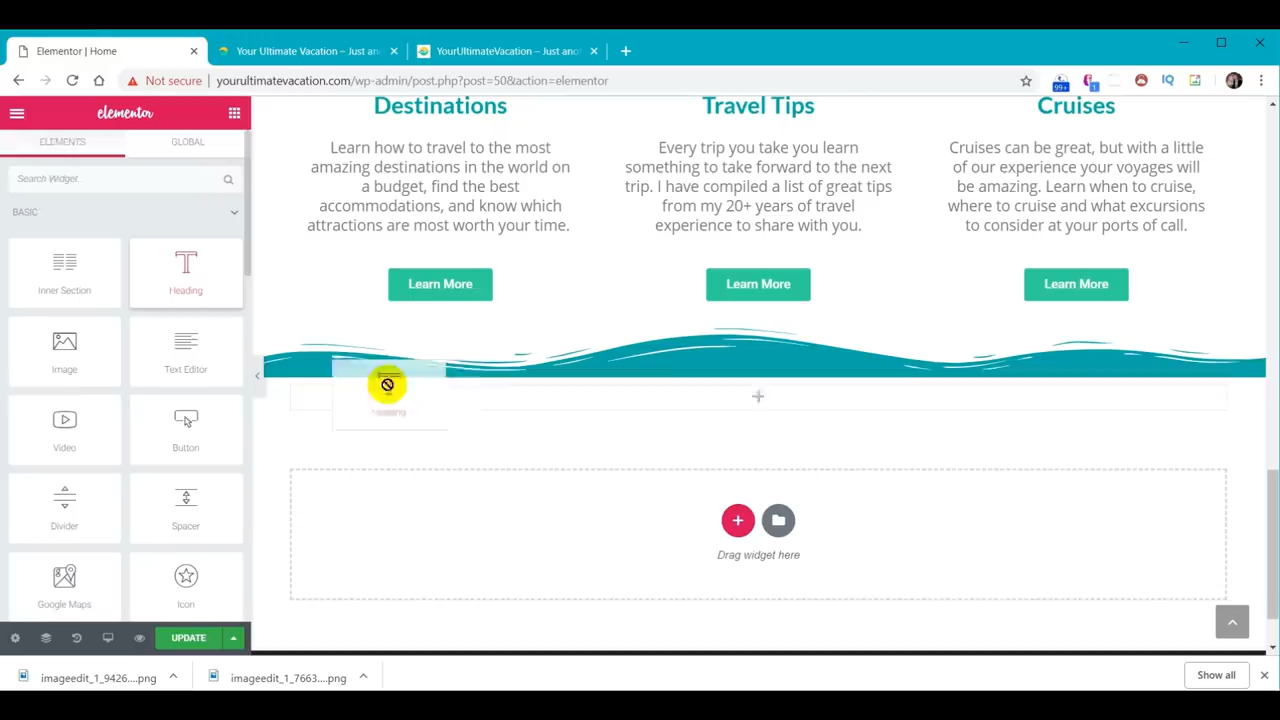 Elementor | Home
Your Ultimate Vacation – Just an
YourUltimateVacation – Just anot
Not secure
yourultimatevacation.com/wp-admin/post.php?post=50&action=elementor
99+
1
IQ
elementor
ELEMENTS
GLOBAL
Search Widget...
BASIC
Inner Section
Heading
Image
Text Editor
Video
Button
Divider
Spacer
Google Maps
Icon
UPDATE
Destinations
Learn how to travel to the most
amazing destinations in the world on
a budget, find the best
accommodations, and know which
attractions are most worth your time.
Learn More
Travel Tips
Every trip you take you learn
something to take forward to the next
trip. I have compiled a list of great tips
from my 20+ years of travel
experience to share with you.
Learn More
Cruises
Cruises can be great, but with a little
of our experience your voyages will
be amazing. Learn when to cruise,
where to cruise and what excursions
to consider at your ports of call.
Learn More
Heading
Drag widget here
imageedit_1_9426....png
imageedit_1_7663....png
Show all